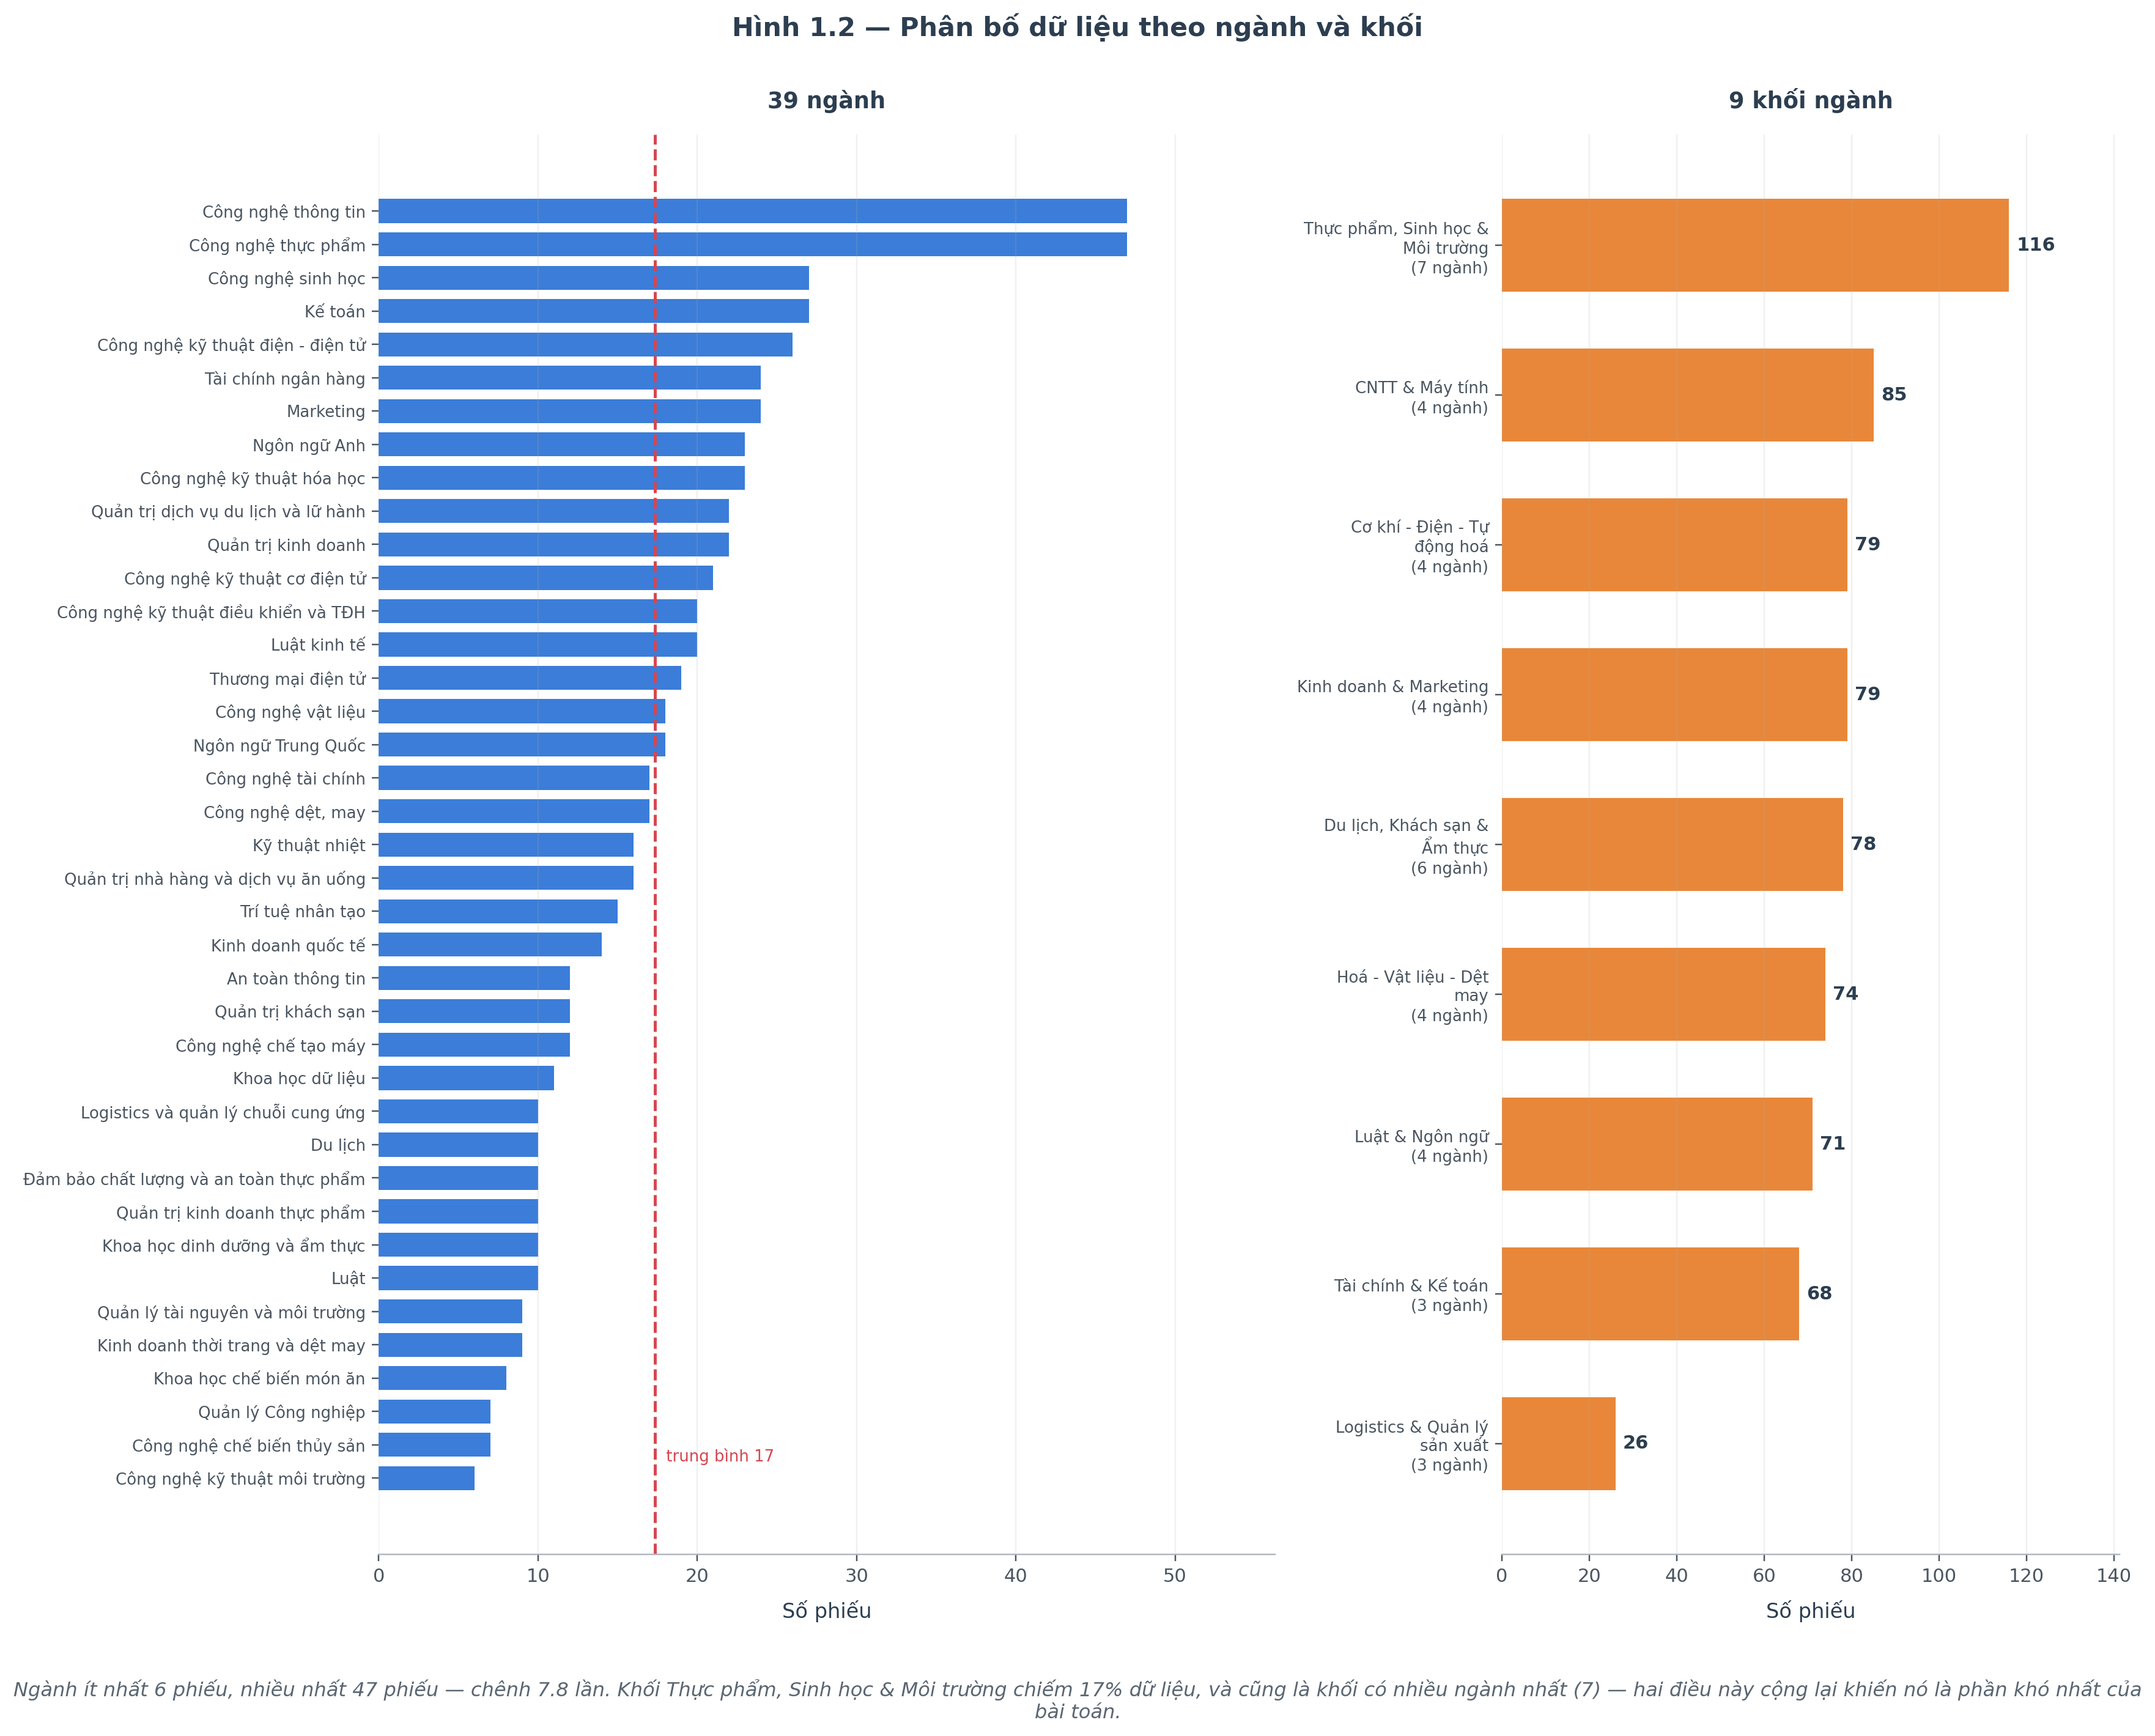 Hình 1.2 — Phân bố dữ liệu theo ngành và khối
39 ngành
Công nghệ thông tin
Công nghệ thực phẩm
Công nghệ sinh học
Kế toán
Công nghệ kỹ thuật điện - điện tử
Tài chính ngân hàng
Marketing
Ngôn ngữ Anh
Công nghệ kỹ thuật hóa học
Quản trị dịch vụ du lịch và lữ hành
Quản trị kinh doanh
Công nghệ kỹ thuật cơ điện tử
Công nghệ kỹ thuật điều khiển và TĐH
Luật kinh tế
Thương mại điện tử
Công nghệ vật liệu
Ngôn ngữ Trung Quốc
Công nghệ tài chính
Công nghệ dệt, may
Kỹ thuật nhiệt
Quản trị nhà hàng và dịch vụ ăn uống
Trí tuệ nhân tạo
Kinh doanh quốc tế
An toàn thông tin
Quản trị khách sạn
Công nghệ chế tạo máy
Khoa học dữ liệu
Logistics và quản lý chuỗi cung ứng
Du lịch
Đảm bảo chất lượng và an toàn thực phẩm
Quản trị kinh doanh thực phẩm
Khoa học dinh dưỡng và ẩm thực
Luật
Quản lý tài nguyên và môi trường
Kinh doanh thời trang và dệt may
Khoa học chế biến món ăn
Quản lý Công nghiệp
Công nghệ chế biến thủy sản
trung bình 17
Công nghệ kỹ thuật môi trường
0 10 20 30 40 50
Số phiếu
9 khối ngành
Thực phẩm, Sinh học &
Môi trường
(7 ngành)
116
CNTT & Máy tính
(4 ngành)
85
Cơ khí - Điện - Tự
động hoá
(4 ngành)
79
Kinh doanh & Marketing
(4 ngành)
79
Du lịch, Khách sạn &
Ẩm thực
(6 ngành)
78
Hoá - Vật liệu - Dệt
may
(4 ngành)
74
Luật & Ngôn ngữ
(4 ngành)
71
Tài chính & Kế toán
(3 ngành)
68
Logistics & Quản lý
sản xuất
(3 ngành)
26
0 20 40 60 80 100 120 140
Số phiếu
Ngành ít nhất 6 phiếu, nhiều nhất 47 phiếu — chênh 7.8 lần. Khối Thực phẩm, Sinh học & Môi trường chiếm 17% dữ liệu, và cũng là khối có nhiều ngành nhất (7) — hai điều này cộng lại khiến nó là phần khó nhất của
bài toán.